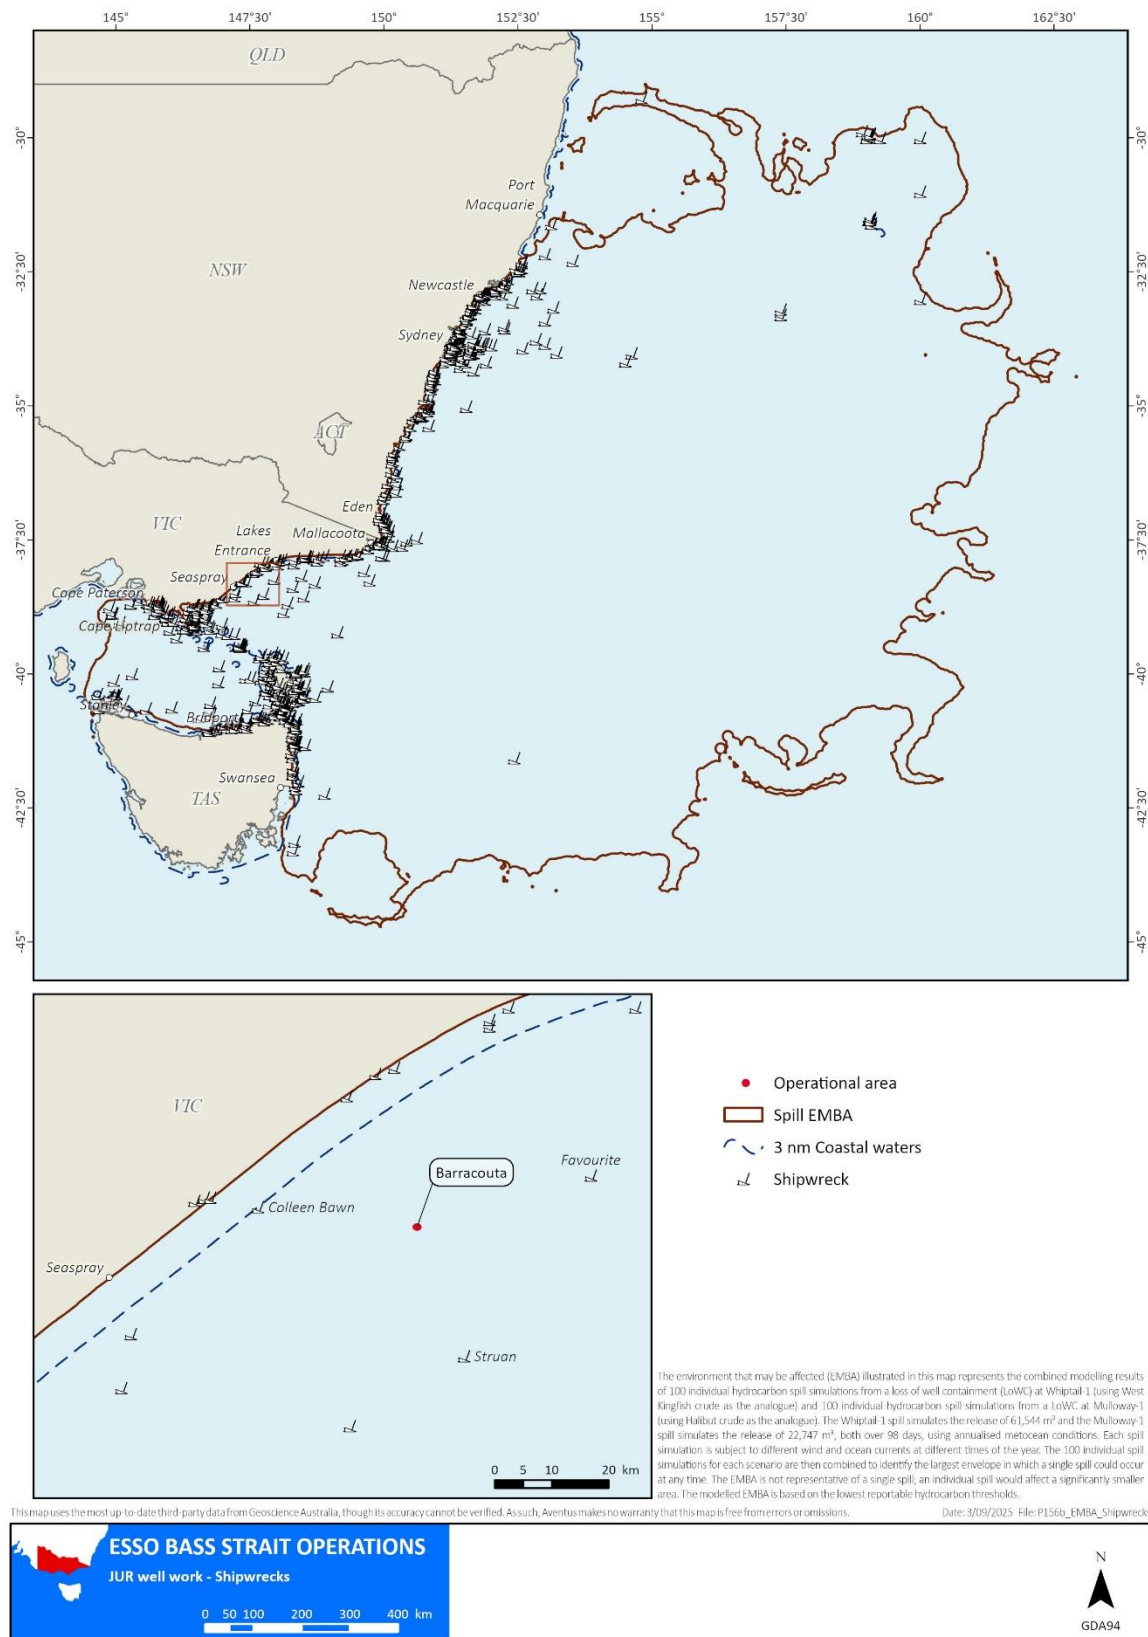 145° 147°30' 150° 152°30' 155° 157°30' 160° 162°30'
QLD
-30° -30°
Port
Macquarie
-32°30' -32°30'
NSW
Newcastle
Sydney
-35° -35°
ACT
Eden
VIC
Lakes
Entrance
Mallacoota
-37°30' -37°30'
Seaspray
Cape Paterson
Cape Liptrap
-40° -40°
Stanley
Bridport
Swansea
TAS
-42°30' -42°30'
-45° -45°
VIC
Favourite
Barracouta
Colleen Bawn
Seaspray
Struan
0 5 10 20 km
Operational area
Spill EMBA
3 nm Coastal waters
Shipwreck
The environment that may be affected (EMBA) illustrated in this map represents the combined modelling results
of 100 individual hydrocarbon spill simulations from a loss of well containment (LoWC) at Whiptail-1 (using West
Kingfish crude as the analogue) and 100 individual hydrocarbon spill simulations from a LoWC at Mulloway-1
(using Halibut crude as the analogue). The Whiptail-1 spill simulates the release of 61,544 m³ and the Mulloway-1
spill simulates the release of 22,747 m³, both over 98 days, using annualised metocean conditions. Each spill
simulation is subject to different wind and ocean currents at different times of the year. The 100 individual spill
simulations for each scenario are then combined to identify the largest envelope in which a single spill could occur
at any time. The EMBA is not representative of a single spill; an individual spill would affect a significantly smaller
area. The modelled EMBA is based on the lowest reportable hydrocarbon thresholds.
This map uses the most up-to-date third-party data from Geoscience Australia, though its accuracy cannot be verified. As such, Aventus makes no warranty that this map is free from errors or omissions.
Date: 3/09/2025 File: P156b_EMBA_Shipwrecks
ESSO BASS STRAIT OPERATIONS
JUR well work - Shipwrecks
0 50 100 200 300 400 km
N
GDA94